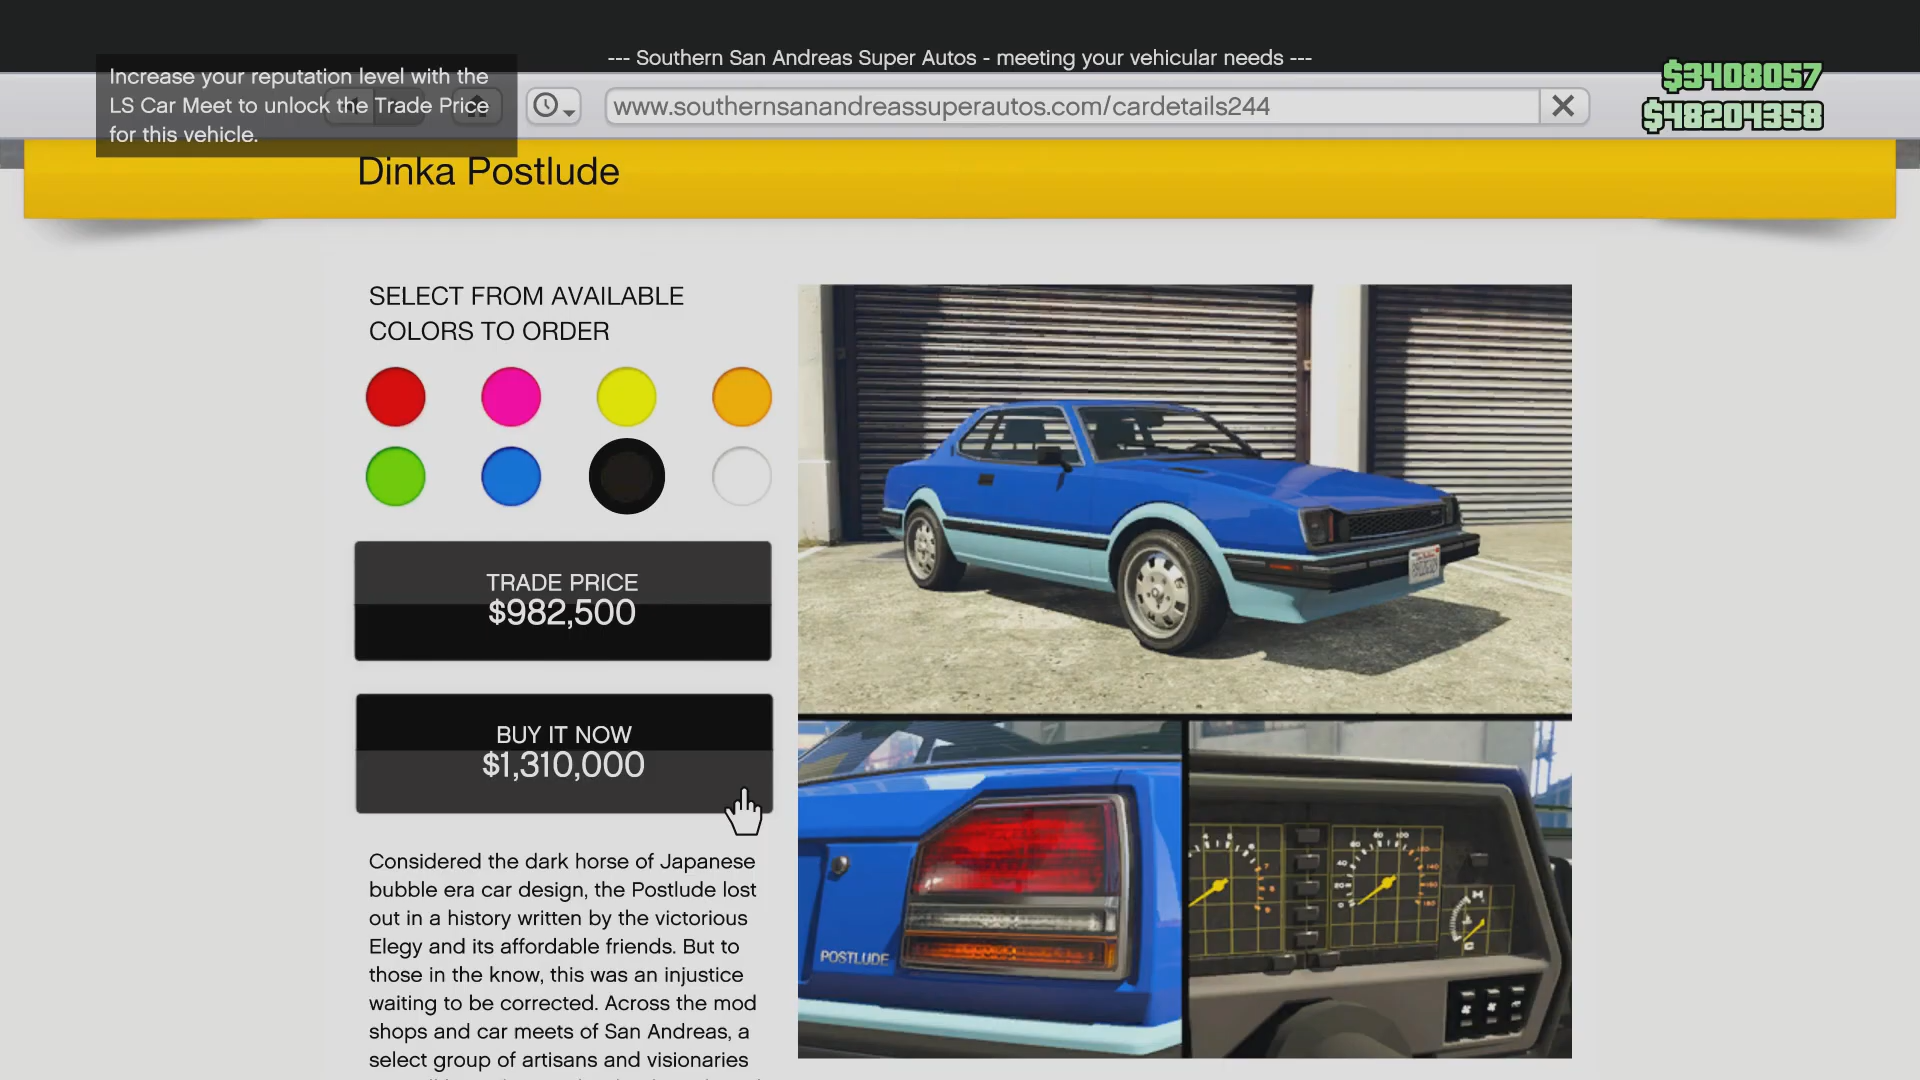 --- Southern San Andreas Super Autos - meeting your vehicular needs ---
Increase your reputation level with the
LS Car Meet to unlock the Trade Price
for this vehicle.
www.southernsanandreassuperautos.com/cardetails244
$3408057
$48204358
Dinka Postlude
SELECT FROM AVAILABLE
COLORS TO ORDER
TRADE PRICE
$982,500
BUY IT NOW
$1,310,000
Considered the dark horse of Japanese
bubble era car design, the Postlude lost
out in a history written by the victorious
Elegy and its affordable friends. But to
those in the know, this was an injustice
waiting to be corrected. Across the mod
shops and car meets of San Andreas, a
select group of artisans and visionaries
POSTLUDE